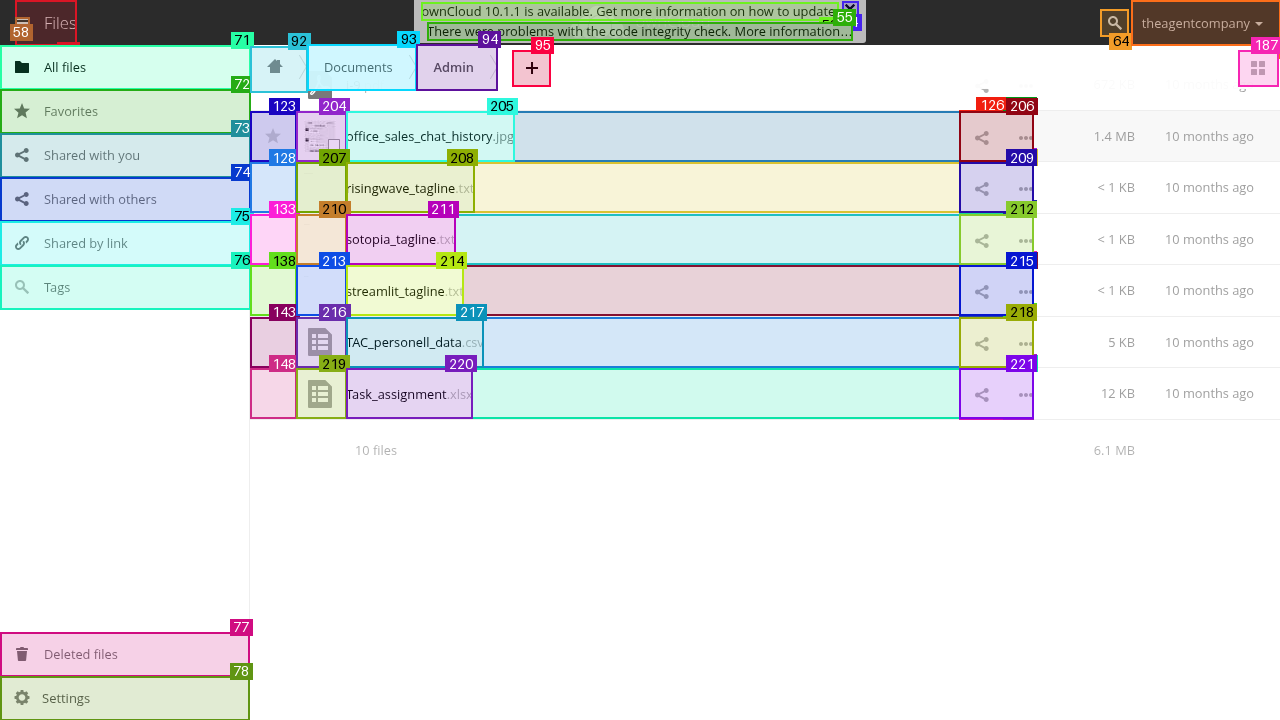 Files
ownCloud 10.1.1 is available. Get more information on how to update.
55
There were problems with the code integrity check. More information…
theagentcompany
58
64
71
92
93
94
95
187
All files
Documents
Admin
+
72
Favorites
123
204
205
126
206
office_sales_chat_history.jpg
1.4 MB
10 months ago
73
Shared with you
128
207
208
209
risingwave_tagline.txt
< 1 KB
10 months ago
74
Shared with others
133
210
211
212
75
sotopia_tagline.txt
< 1 KB
10 months ago
Shared by link
76
138
213
214
215
Tags
streamlit_tagline.txt
< 1 KB
10 months ago
143
216
217
218
TAC_personell_data.csv
5 KB
10 months ago
148
219
220
221
Task_assignment.xlsx
12 KB
10 months ago
10 files
6.1 MB
77
Deleted files
78
Settings